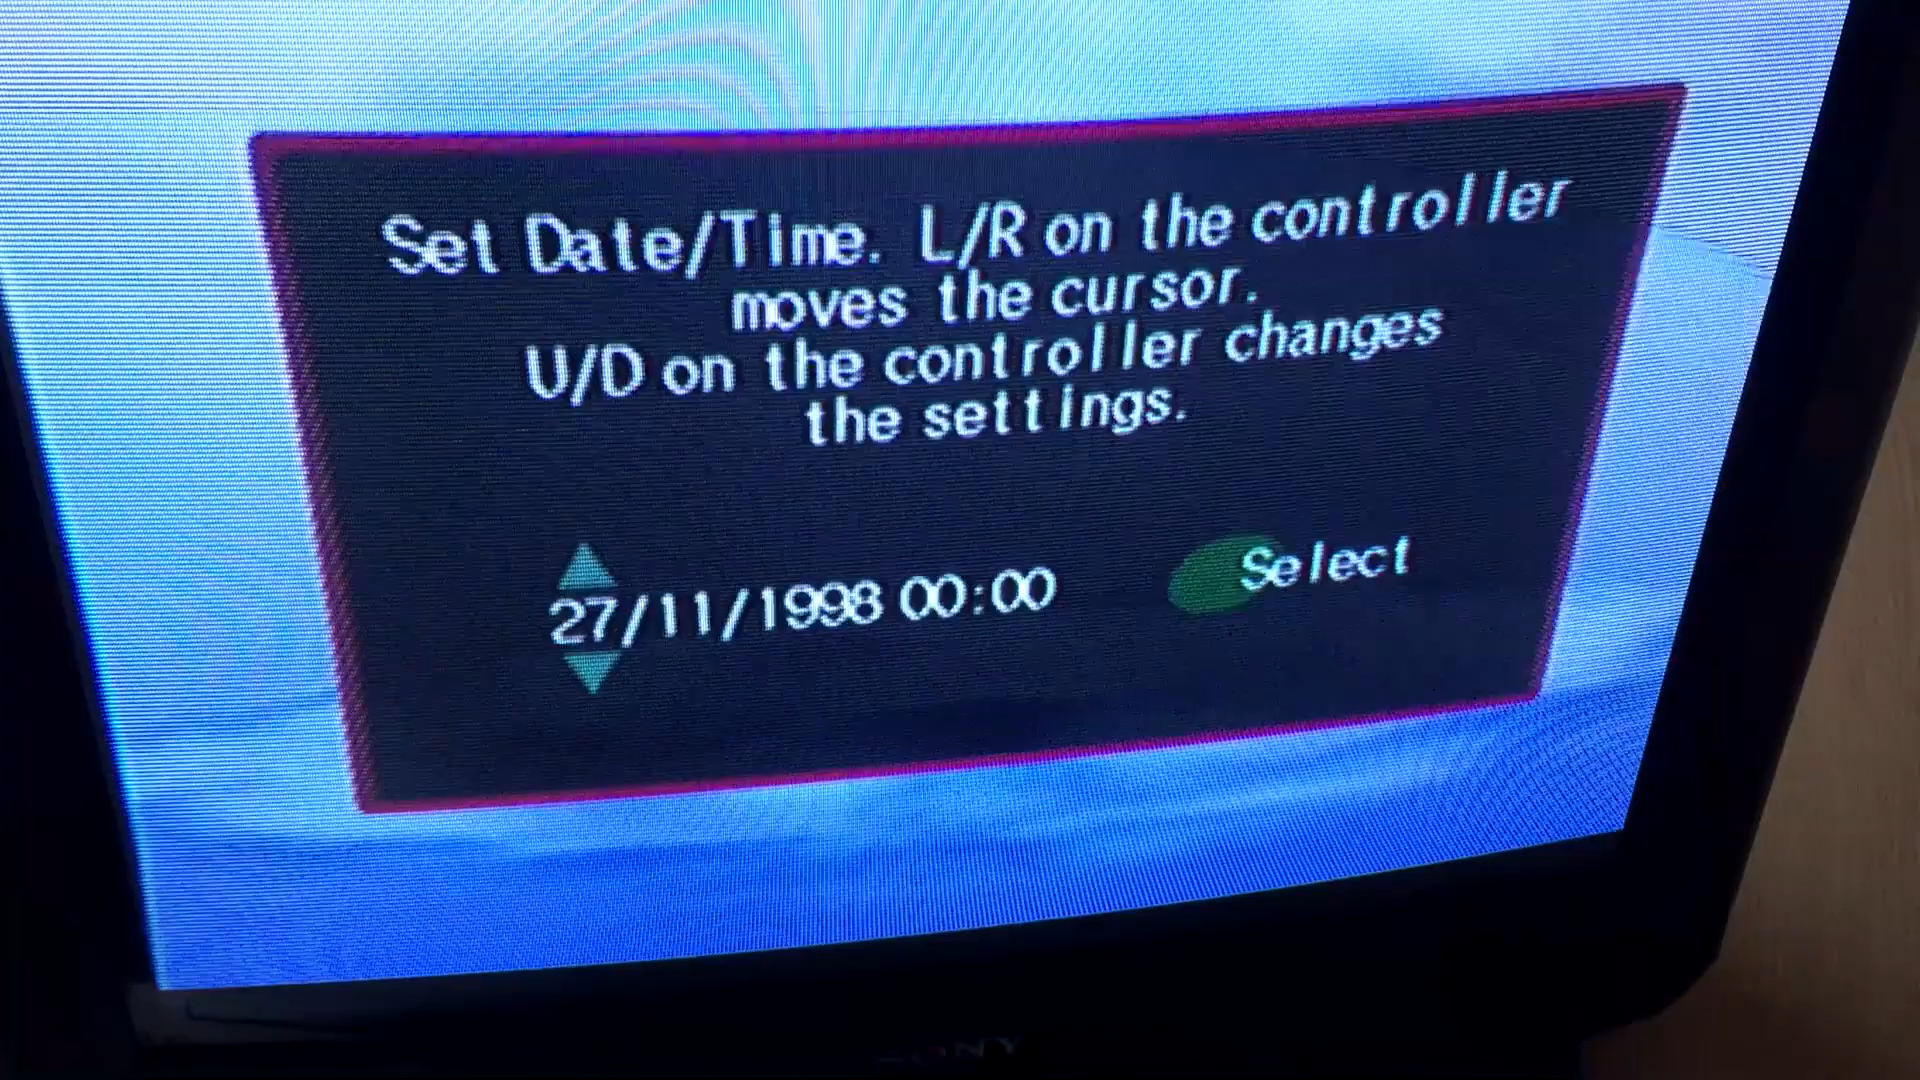 Set Date/Time. L/R on the controller
moves the cursor.
U/D on the controller changes
the settings.
27/11/1998 00:00
Select
SONY